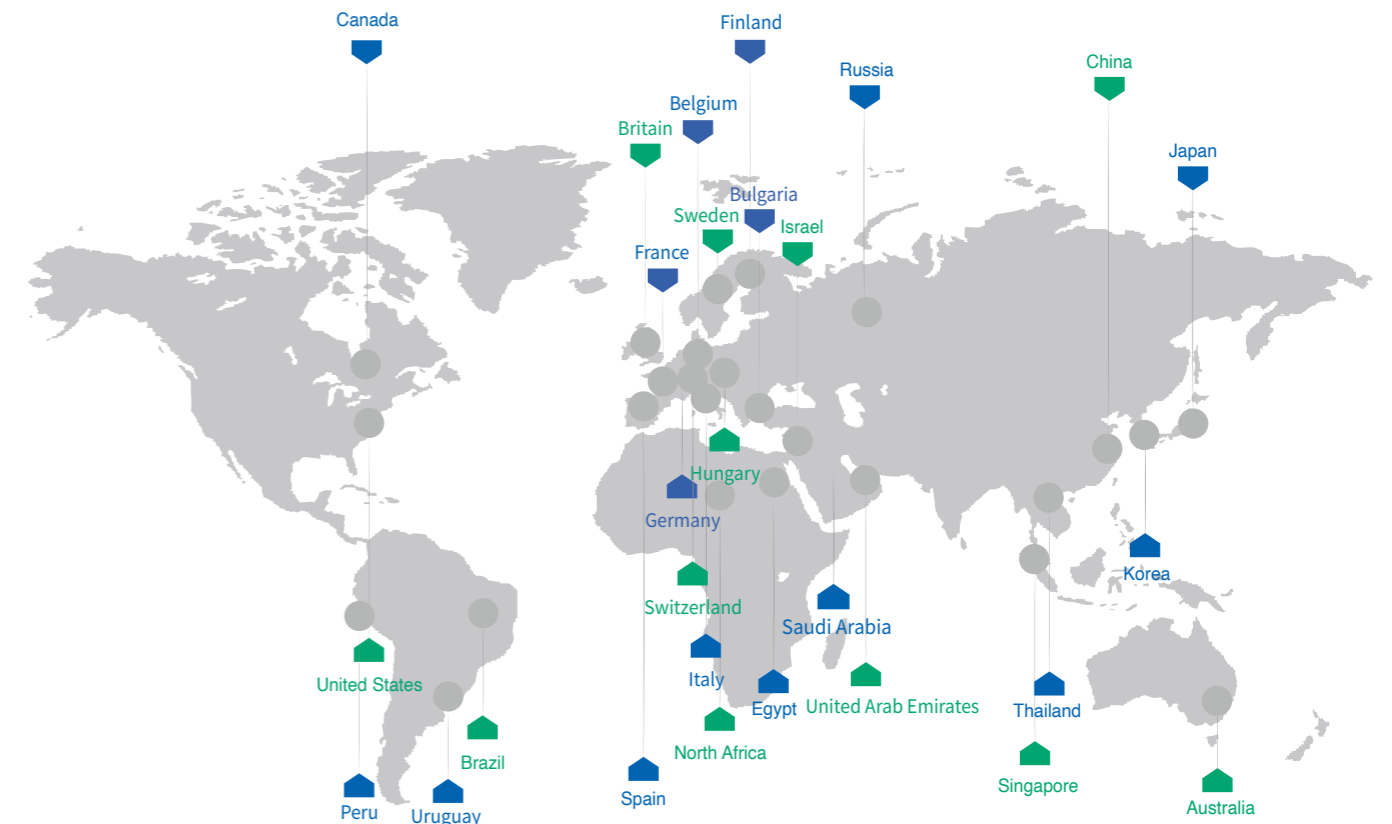 Canada
Finland
Russia
China
Belgium
Britain
Japan
Bulgaria
Sweden
Israel
France
Hungary
Germany
Korea
Switzerland
Saudi Arabia
United States
Italy
Egypt
United Arab Emirates
Thailand
North Africa
Brazil
Singapore
Spain
Australia
Peru
Uruguay